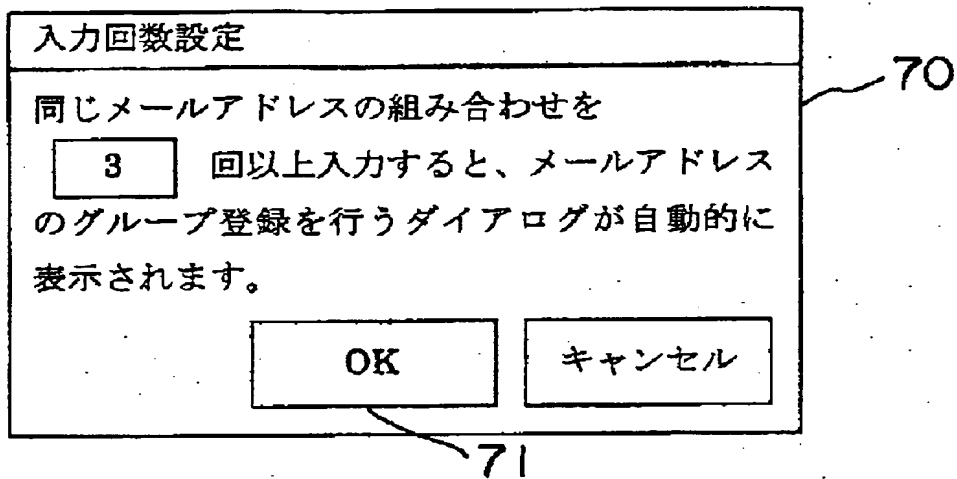 入力回数設定
70
同じメールアドレスの組み合わせを
3 回以上入力すると、メールアドレス
のグループ登録を行うダイアログが自動的に
表示されます。
OK キャンセル
71